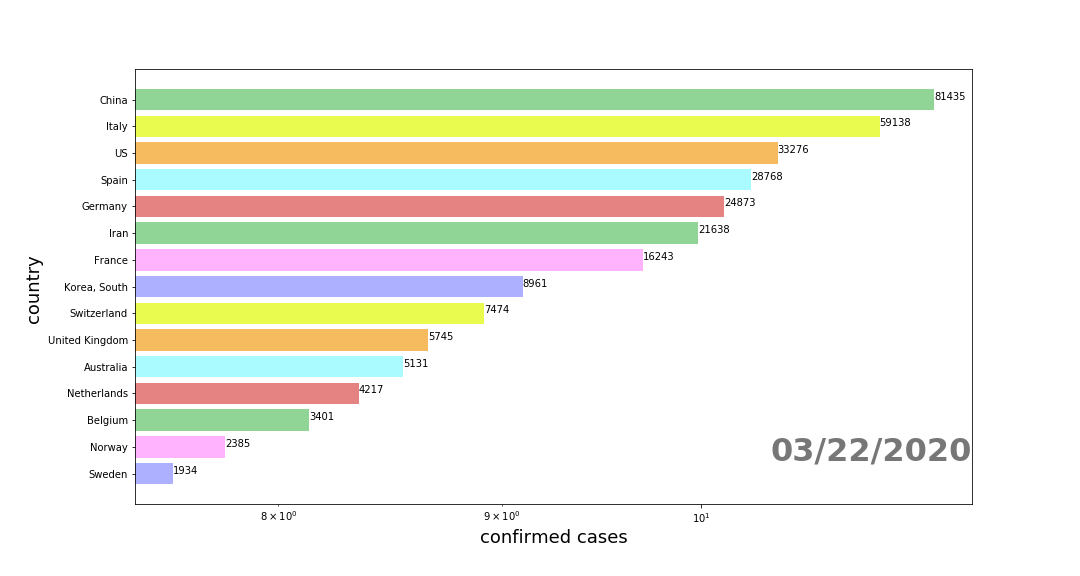 China 81435
Italy 59138
US 33276
Spain 28768
Germany 24873
Iran 21638
France 16243
Korea, South 8961
Switzerland 7474
United Kingdom 5745
Australia 5131
Netherlands 4217
Belgium 3401
Norway 2385
Sweden 1934
03/22/2020
country
8 × 10⁰ 9 × 10⁰ 10¹
confirmed cases